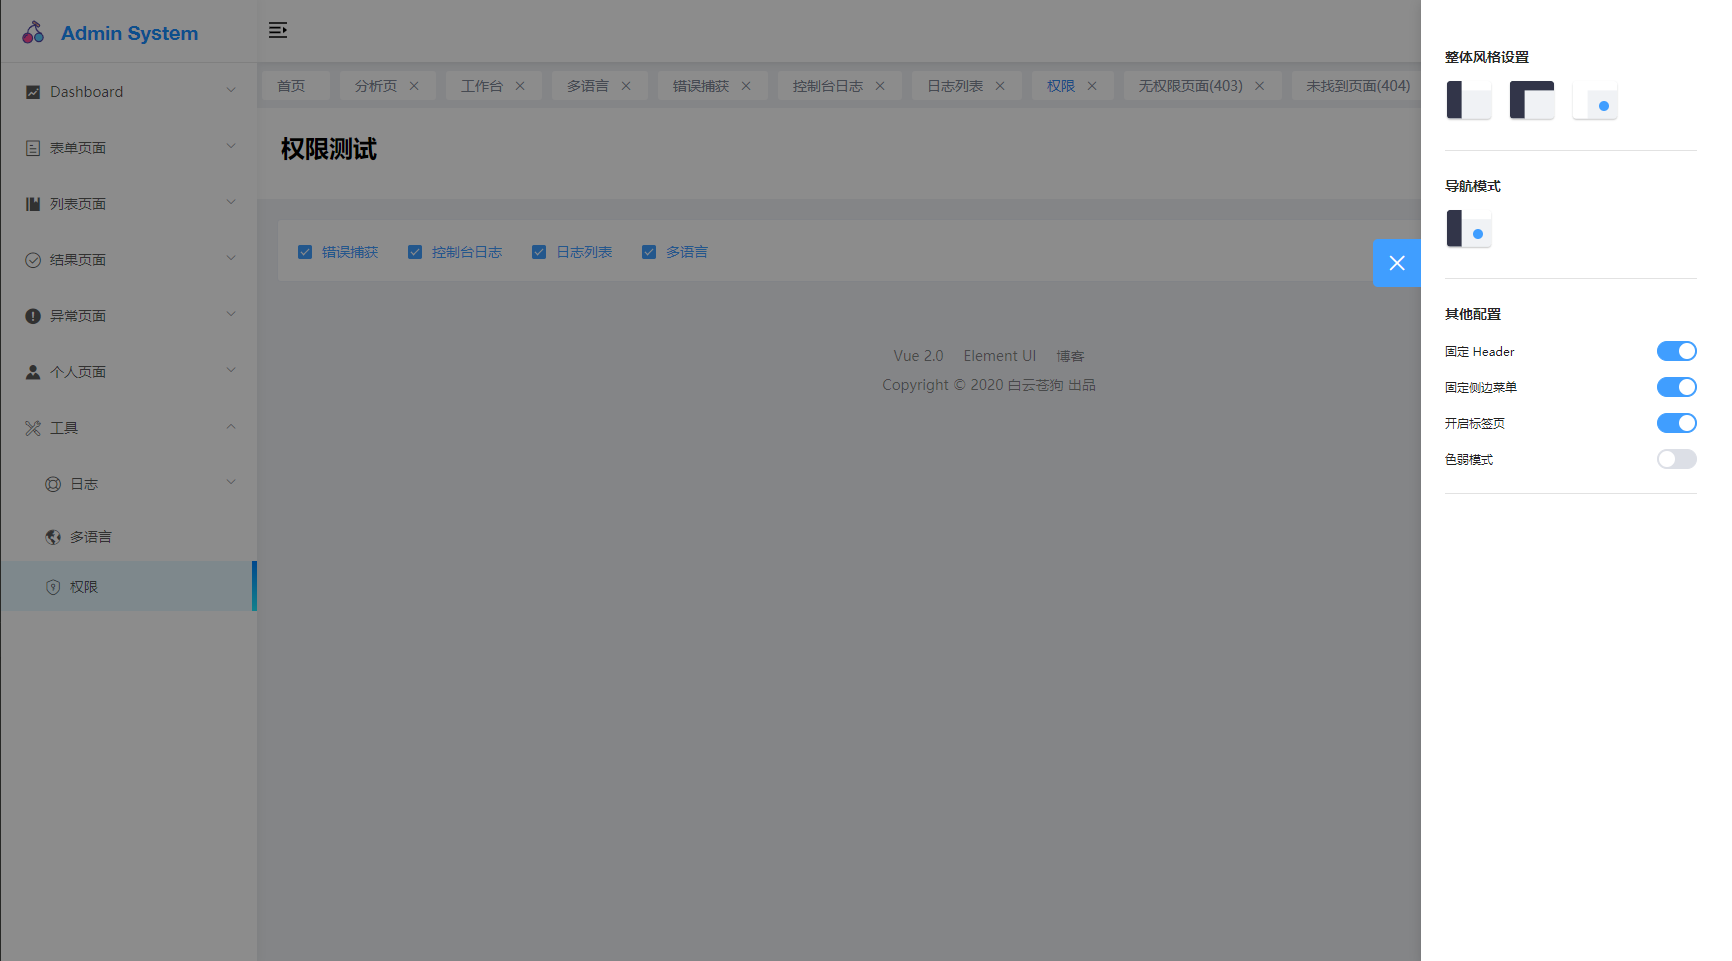 Admin System
Dashboard
表单页面
列表页面
结果页面
异常页面
个人页面
工具
日志
多语言
权限
首页 分析页 工作台 多语言 错误捕获 控制台日志 日志列表 权限 无权限页面(403) 未找到页面(404)
权限测试
错误捕获 控制台日志 日志列表 多语言
Vue 2.0 Element UI 博客
Copyright © 2020 白云苍狗 出品
整体风格设置
导航模式
其他配置
固定 Header
固定侧边菜单
开启标签页
色弱模式